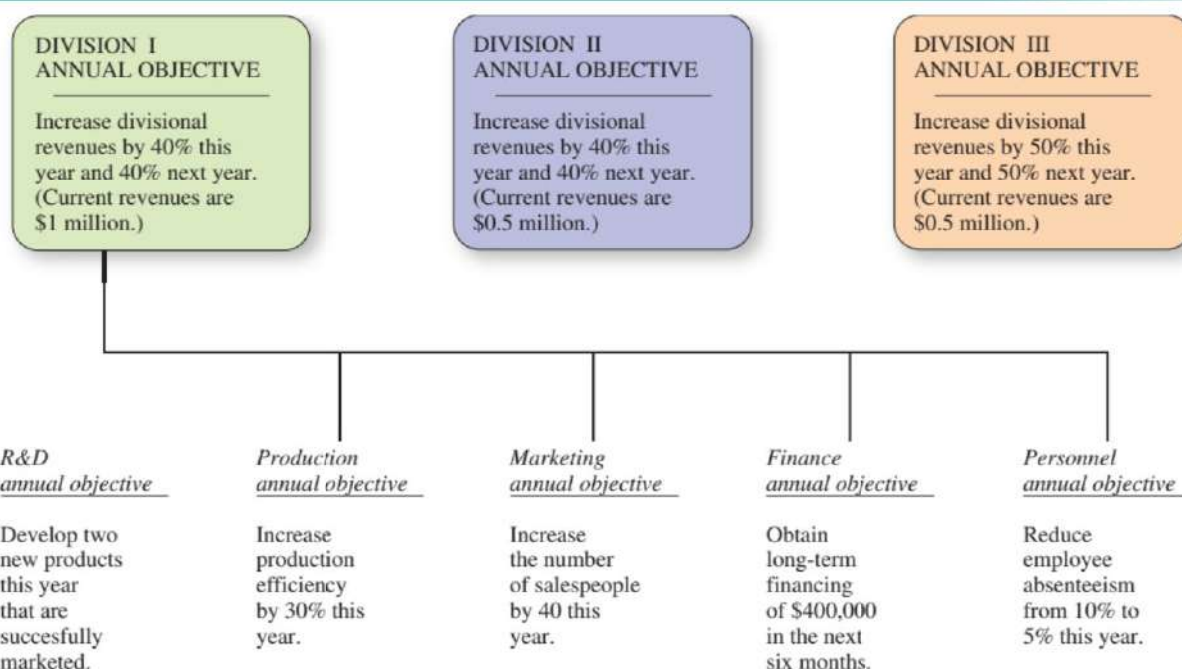 DIVISION I
ANNUAL OBJECTIVE
Increase divisional
revenues by 40% this
year and 40% next year.
(Current revenues are
$1 million.)
DIVISION II
ANNUAL OBJECTIVE
Increase divisional
revenues by 40% this
year and 40% next year.
(Current revenues are
$0.5 million.)
DIVISION III
ANNUAL OBJECTIVE
Increase divisional
revenues by 50% this
year and 50% next year.
(Current revenues are
$0.5 million.)
R&D
annual objective
Develop two
new products
this year
that are
succesfully
marketed.
Production
annual objective
Increase
production
efficiency
by 30% this
year.
Marketing
annual objective
Increase
the number
of salespeople
by 40 this
year.
Finance
annual objective
Obtain
long-term
financing
of $400,000
in the next
six months.
Personnel
annual objective
Reduce
employee
absenteeism
from 10% to
5% this year.